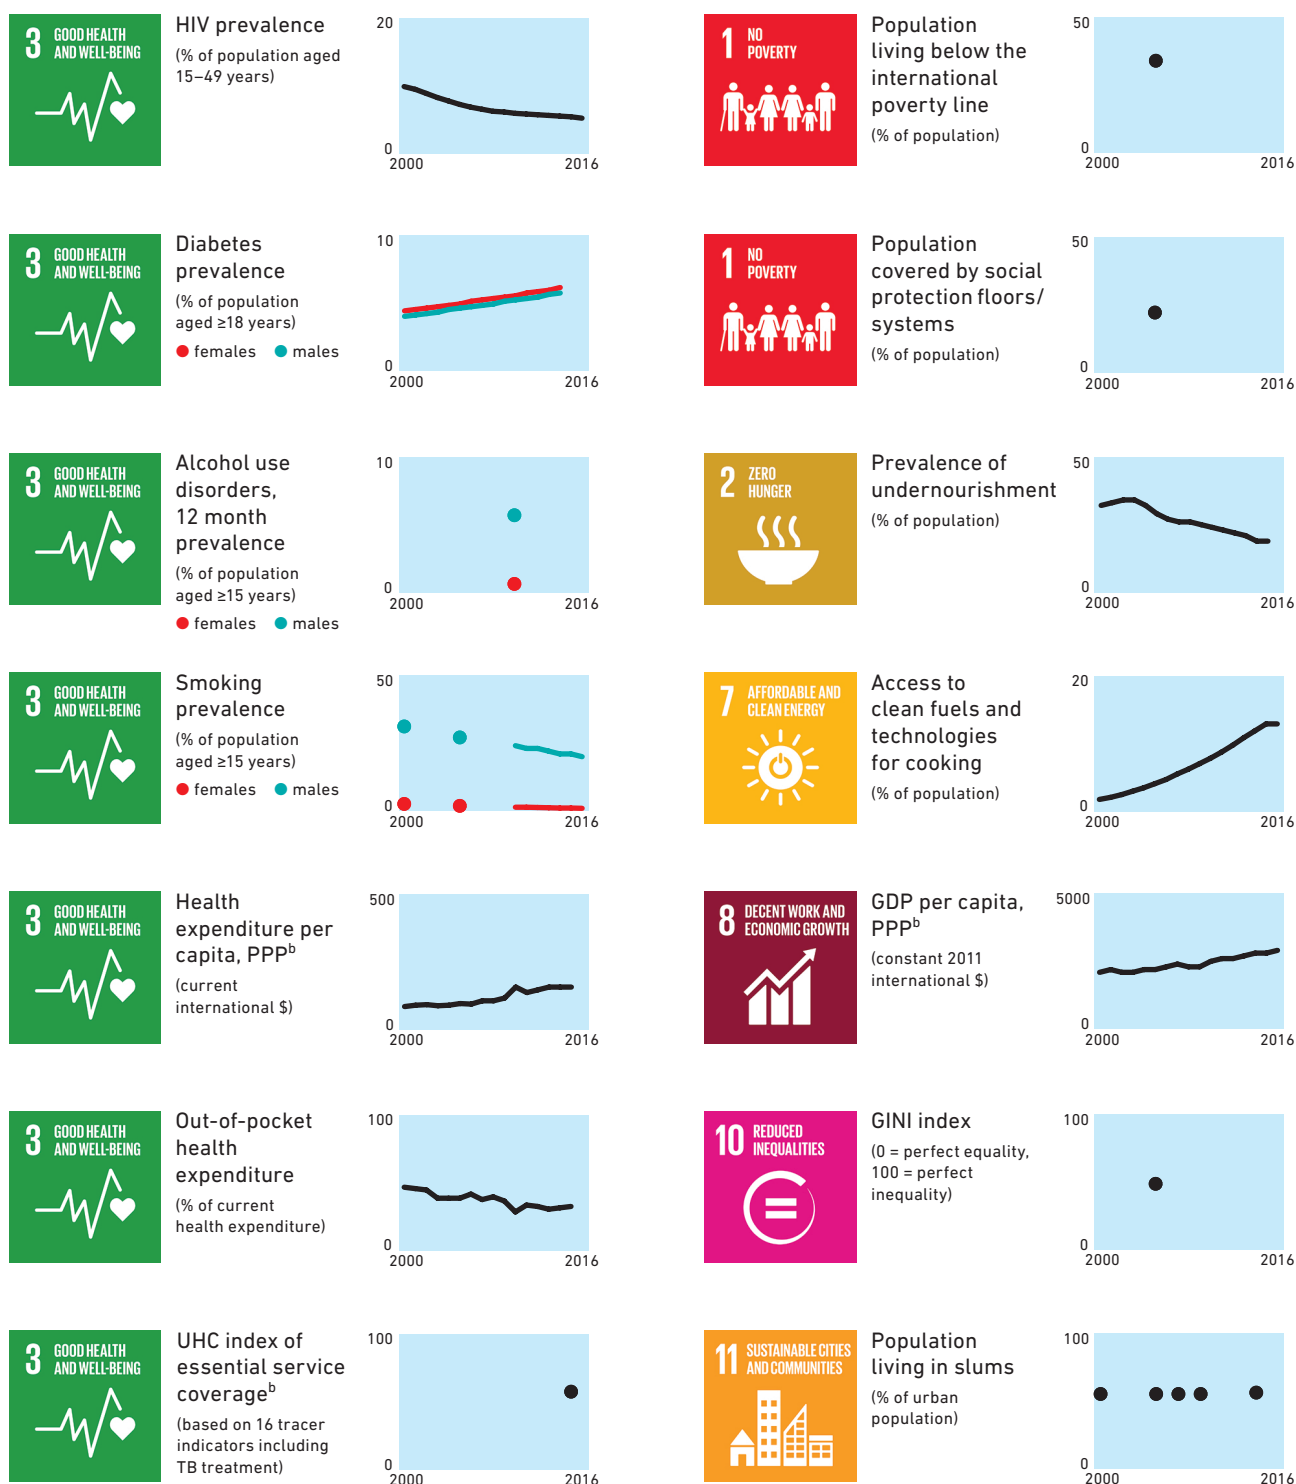 3 GOOD HEALTH
AND WELL-BEING
HIV prevalence
(% of population aged
15–49 years)
20
0
2000 2016
3 GOOD HEALTH
AND WELL-BEING
Diabetes
prevalence
(% of population
aged ≥18 years)
females males
10
0
2000 2016
3 GOOD HEALTH
AND WELL-BEING
Alcohol use
disorders,
12 month
prevalence
(% of population
aged ≥15 years)
females males
10
0
2000 2016
3 GOOD HEALTH
AND WELL-BEING
Smoking
prevalence
(% of population
aged ≥15 years)
females males
50
0
2000 2016
3 GOOD HEALTH
AND WELL-BEING
Health
expenditure per
capita, PPPb
(current
international $)
500
0
2000 2016
3 GOOD HEALTH
AND WELL-BEING
Out-of-pocket
health
expenditure
(% of current
health expenditure)
100
0
2000 2016
3 GOOD HEALTH
AND WELL-BEING
UHC index of
essential service
coverageb
(based on 16 tracer
indicators including
TB treatment)
100
0
2000 2016
1 NO
POVERTY
Population
living below the
international
poverty line
(% of population)
50
0
2000 2016
1 NO
POVERTY
Population
covered by social
protection floors/
systems
(% of population)
50
0
2000 2016
2 ZERO
HUNGER
Prevalence of
undernourishment
(% of population)
50
0
2000 2016
7 AFFORDABLE AND
CLEAN ENERGY
Access to
clean fuels and
technologies
for cooking
(% of population)
20
0
2000 2016
8 DECENT WORK AND
ECONOMIC GROWTH
GDP per capita,
PPPb
(constant 2011
international $)
5000
0
2000 2016
10 REDUCED
INEQUALITIES
GINI index
(0 = perfect equality,
100 = perfect
inequality)
100
0
2000 2016
11 SUSTAINABLE CITIES
AND COMMUNITIES
Population
living in slums
(% of urban
population)
100
0
2000 2016